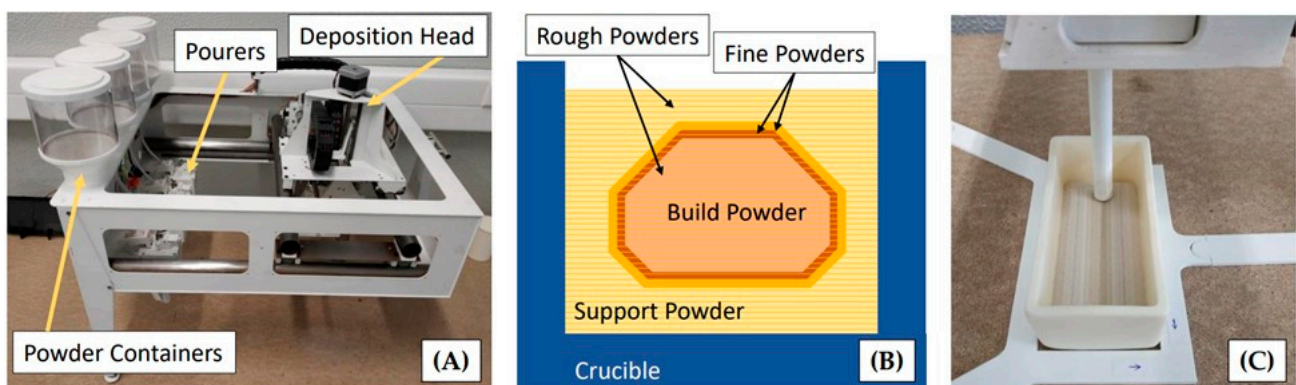 Pourers
Deposition Head
Powder Containers
(A)
Rough Powders
Fine Powders
Build Powder
Support Powder
Crucible
(B)
(C)